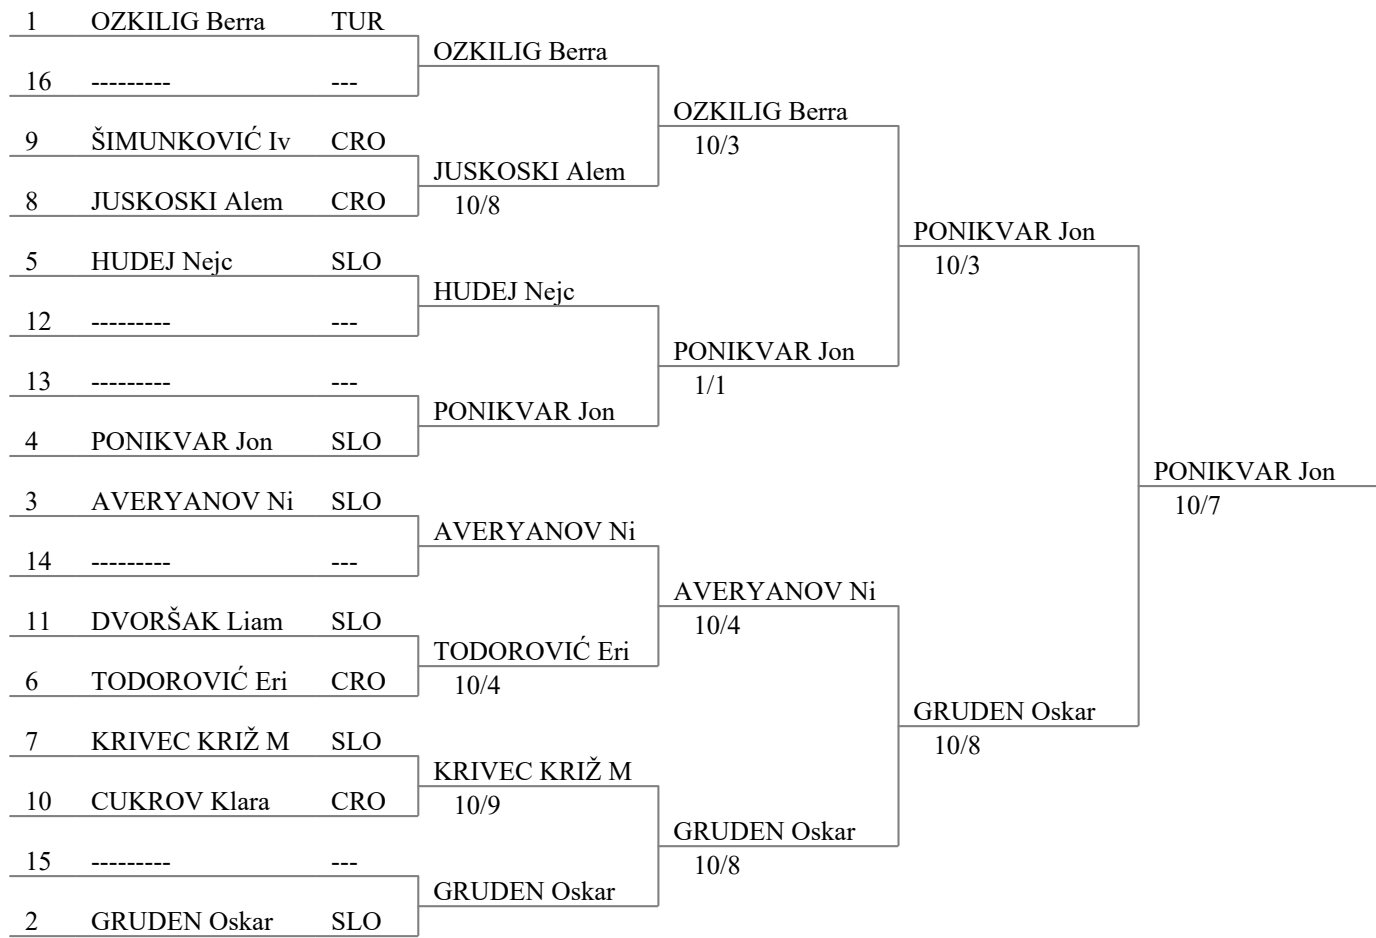 1 OZKILIG Berra TUR
OZKILIG Berra
16 --------- ---
OZKILIG Berra
10/3
9 ŠIMUNKOVIĆ Iv CRO
JUSKOSKI Alem
10/8
8 JUSKOSKI Alem CRO
PONIKVAR Jon
10/3
5 HUDEJ Nejc SLO
HUDEJ Nejc
12 --------- ---
PONIKVAR Jon
1/1
13 --------- ---
PONIKVAR Jon
4 PONIKVAR Jon SLO
PONIKVAR Jon
10/7
3 AVERYANOV Ni SLO
AVERYANOV Ni
14 --------- ---
AVERYANOV Ni
10/4
11 DVORŠAK Liam SLO
TODOROVIĆ Eri
10/4
6 TODOROVIĆ Eri CRO
GRUDEN Oskar
10/8
7 KRIVEC KRIŽ M SLO
KRIVEC KRIŽ M
10/9
10 CUKROV Klara CRO
GRUDEN Oskar
10/8
15 --------- ---
GRUDEN Oskar
2 GRUDEN Oskar SLO